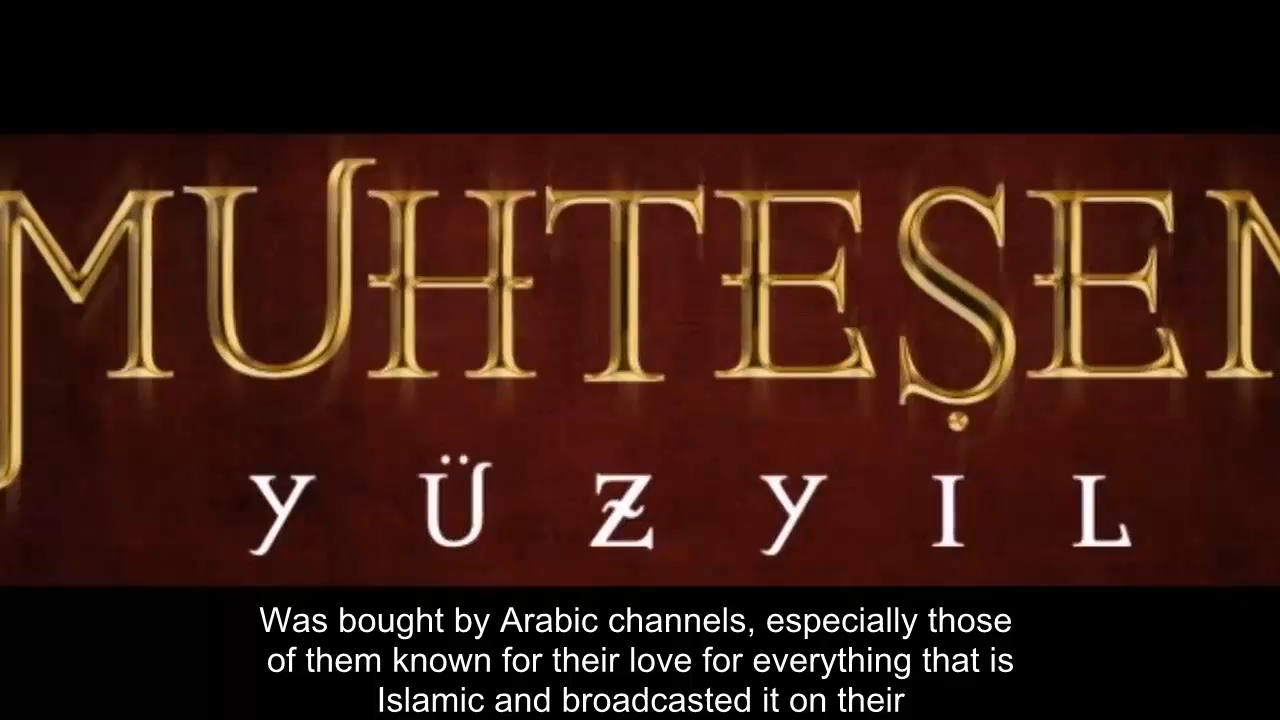 MUHTEŞEM
YÜZYIL
Was bought by Arabic channels, especially those
of them known for their love for everything that is
Islamic and broadcasted it on their